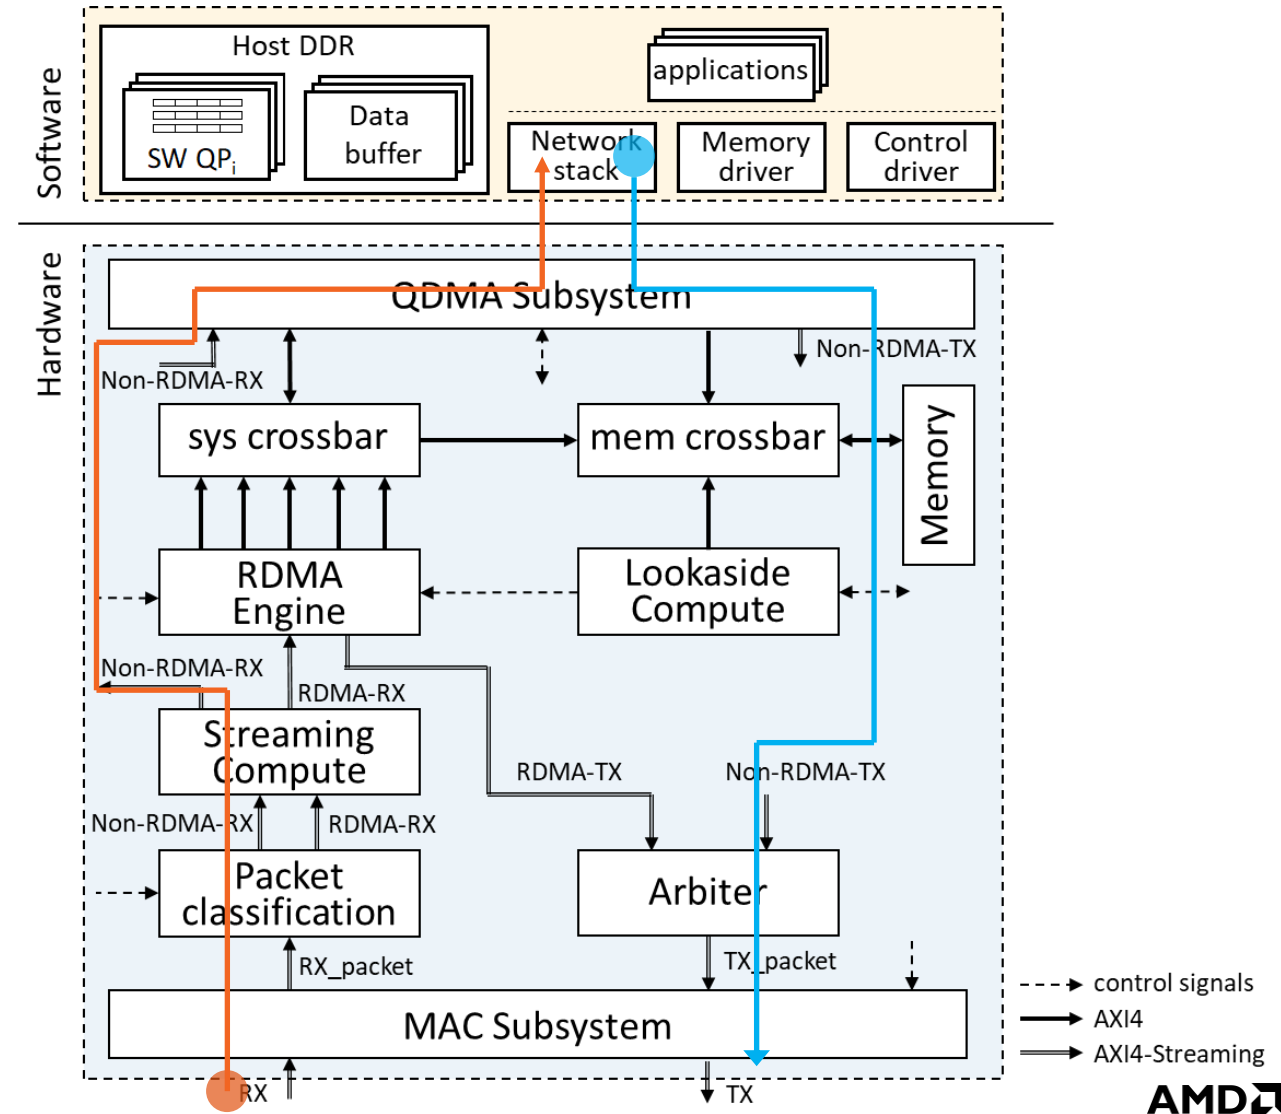 Software
Host DDR
SW QPi
Data
buffer
applications
Network
stack
Memory
driver
Control
driver
Hardware
QDMA Subsystem
Non-RDMA-RX
Non-RDMA-TX
sys crossbar
mem crossbar
Memory
RDMA
Engine
Lookaside
Compute
Non-RDMA-RX
RDMA-RX
Streaming
Compute
RDMA-TX
Non-RDMA-TX
Non-RDMA-RX
RDMA-RX
Packet
classification
Arbiter
RX_packet
TX_packet
MAC Subsystem
RX
TX
control signals
AXI4
AXI4-Streaming
AMD